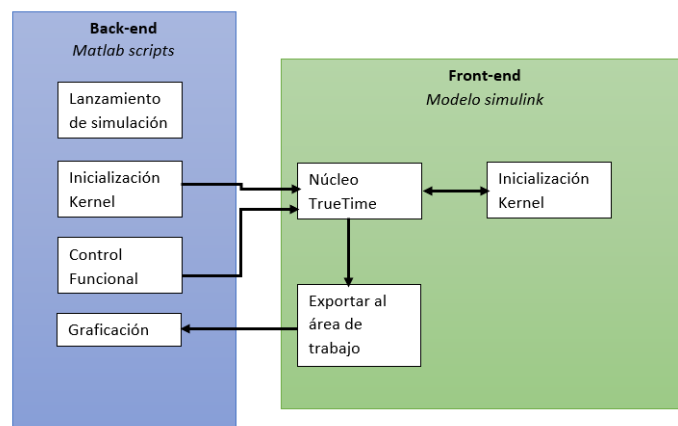 Back-end
Matlab scripts
Lanzamiento
de simulación
Inicialización
Kernel
Control
Funcional
Graficación
Front-end
Modelo simulink
Núcleo
TrueTime
Inicialización
Kernel
Exportar al
área de
trabajo